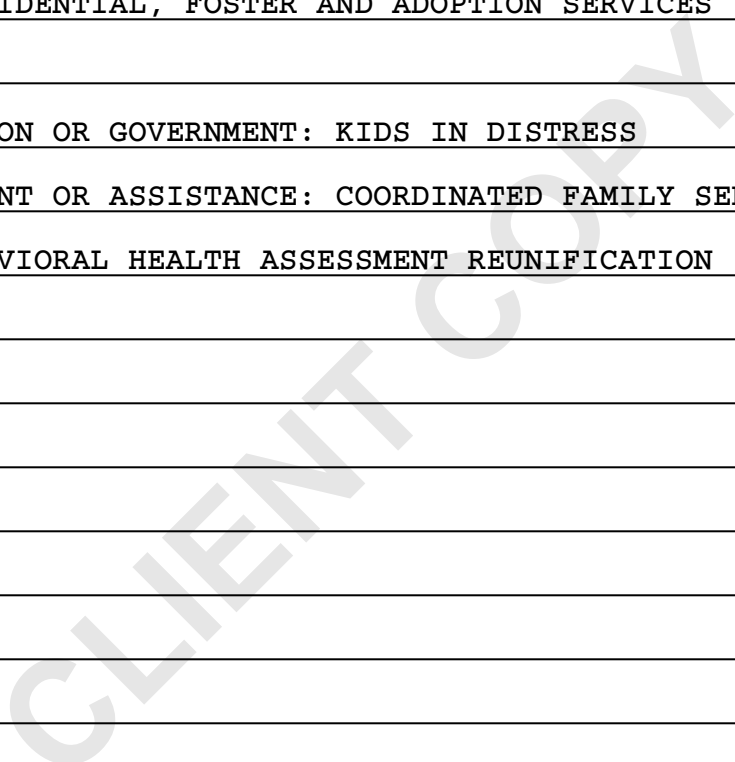 IDENTIAL, FOSTER AND ADOPTION SERVICES
ON OR GOVERNMENT: KIDS IN DISTRESS
NT OR ASSISTANCE: COORDINATED FAMILY SE
VIORAL HEALTH ASSESSMENT REUNIFICATION
CLIENT COPY